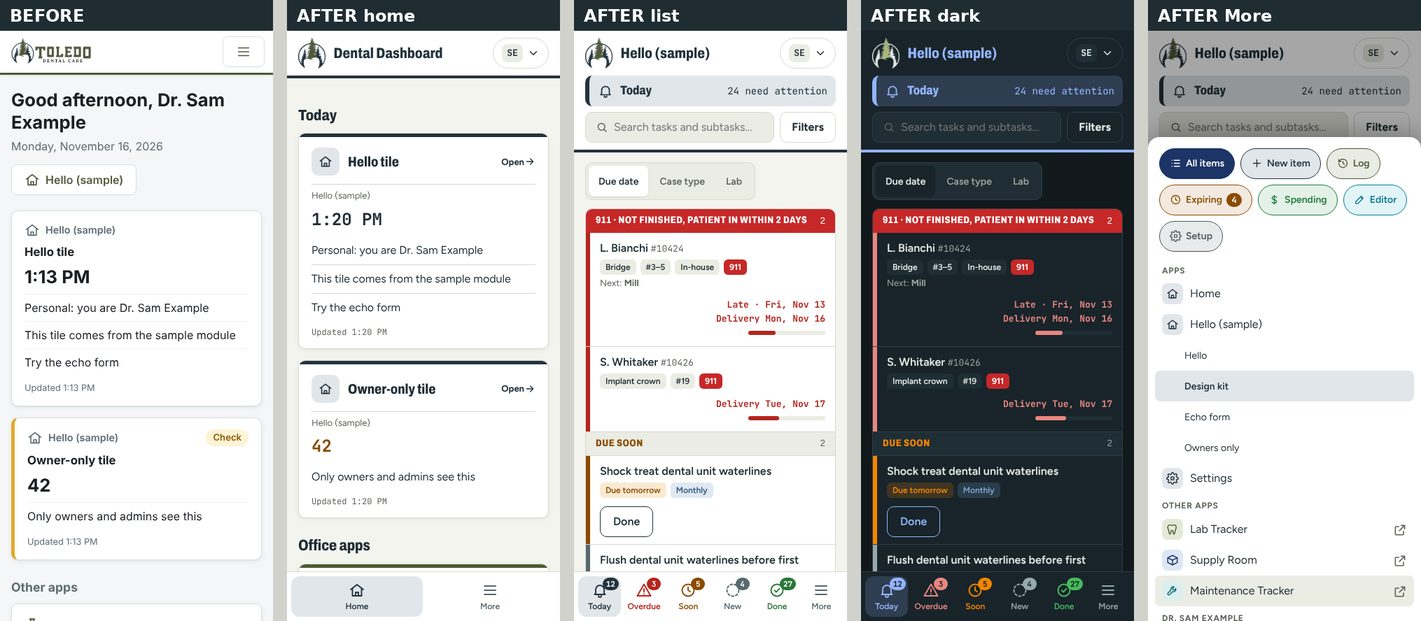 BEFORE
TOLEDO
DENTAL CARE
Good afternoon, Dr. Sam
Example
Monday, November 16, 2026
Hello (sample)
Hello (sample)
Hello tile
1:13 PM
Personal: you are Dr. Sam Example
This tile comes from the sample module
Try the echo form
Updated 1:13 PM
Hello (sample)
Check
Owner-only tile
42
Only owners and admins see this
Updated 1:13 PM
Other apps
AFTER home
Dental Dashboard
SE
Today
Hello tile
Open →
Hello (sample)
1:20 PM
Personal: you are Dr. Sam Example
This tile comes from the sample module
Try the echo form
Updated 1:20 PM
Owner-only tile
Open →
Hello (sample)
42
Only owners and admins see this
Updated 1:20 PM
Office apps
Home
More
AFTER list
Hello (sample)
SE
Today
24 need attention
Search tasks and subtasks...
Filters
Due date
Case type
Lab
911 · NOT FINISHED, PATIENT IN WITHIN 2 DAYS 2
L. Bianchi #10424
Bridge
#3–5
In-house
911
Next: Mill
Late · Fri, Nov 13
Delivery Mon, Nov 16
S. Whitaker #10426
Implant crown
#19
911
Delivery Tue, Nov 17
DUE SOON 2
Shock treat dental unit waterlines
Due tomorrow
Monthly
Done
Flush dental unit waterlines before first
12
Today
3
Overdue
5
Soon
4
New
27
Done
More
AFTER dark
Hello (sample)
SE
Today
24 need attention
Search tasks and subtasks...
Filters
Due date
Case type
Lab
911 · NOT FINISHED, PATIENT IN WITHIN 2 DAYS 2
L. Bianchi #10424
Bridge
#3–5
In-house
911
Next: Mill
Late · Fri, Nov 13
Delivery Mon, Nov 16
S. Whitaker #10426
Implant crown
#19
911
Delivery Tue, Nov 17
DUE SOON 2
Shock treat dental unit waterlines
Due tomorrow
Monthly
Done
Flush dental unit waterlines before first
12
Today
3
Overdue
5
Soon
4
New
27
Done
More
AFTER More
Hello (sample)
SE
Today
24 need attention
Search tasks and subtasks...
Filters
All items
+ New item
Log
Expiring 4
$ Spending
Editor
Setup
APPS
Home
Hello (sample)
Hello
Design kit
Echo form
Owners only
Settings
OTHER APPS
Lab Tracker
Supply Room
Maintenance Tracker
DR. SAM EXAMPLE